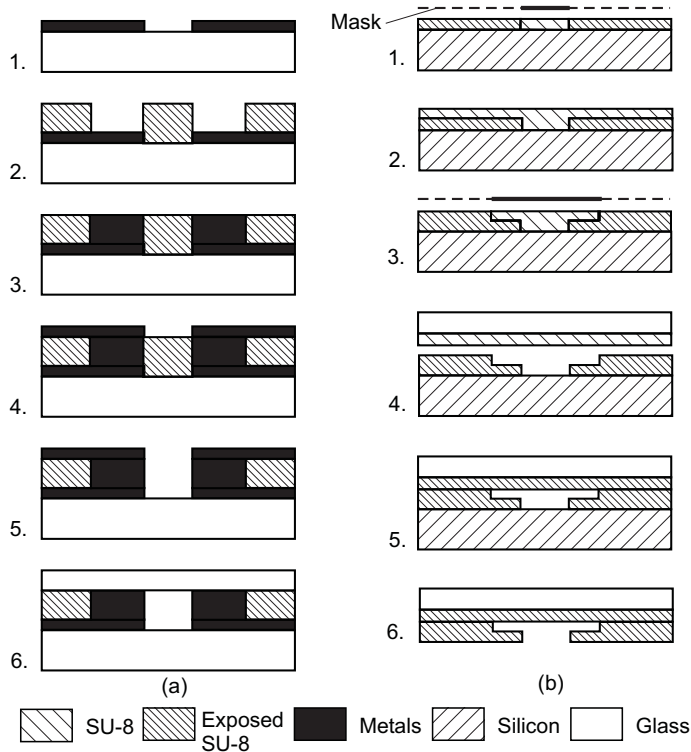 Mask
1.
2.
3.
4.
5.
6.
(a)
1.
2.
3.
4.
5.
6.
(b)
SU-8
Exposed
SU-8
Metals
Silicon
Glass